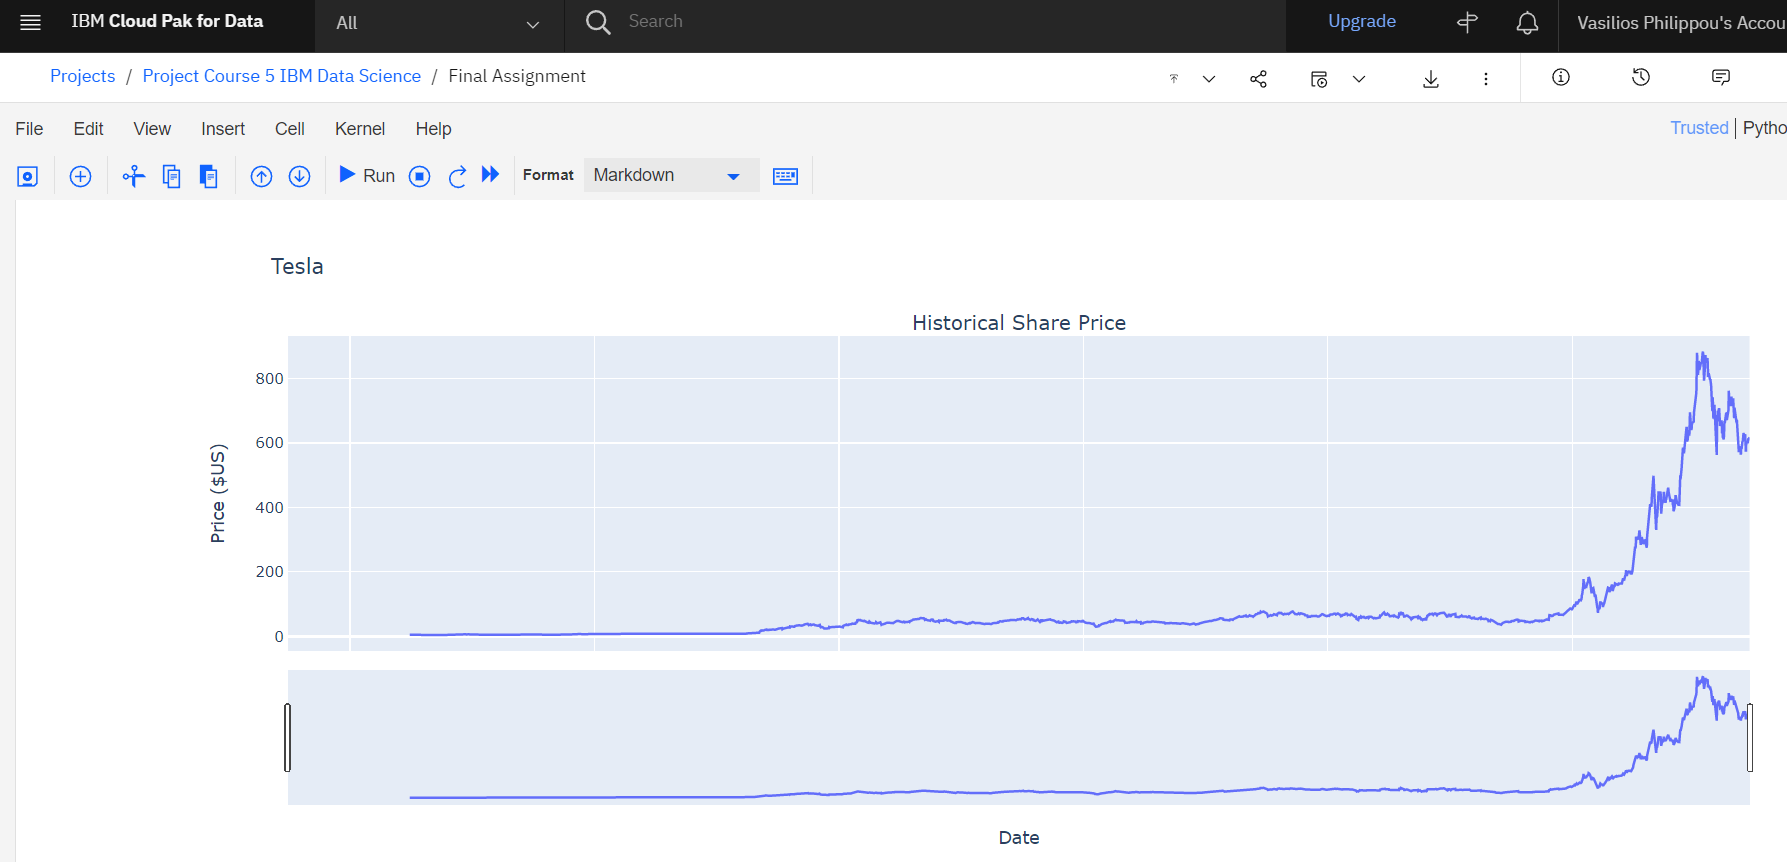 IBM Cloud Pak for Data
All
Search
Upgrade
Vasilios Philippou's Accou
Projects / Project Course 5 IBM Data Science / Final Assignment
File Edit View Insert Cell Kernel Help
Trusted | Pytho
Run
Format
Markdown
Tesla
Historical Share Price
800
600
400
200
0
Price ($US)
Date